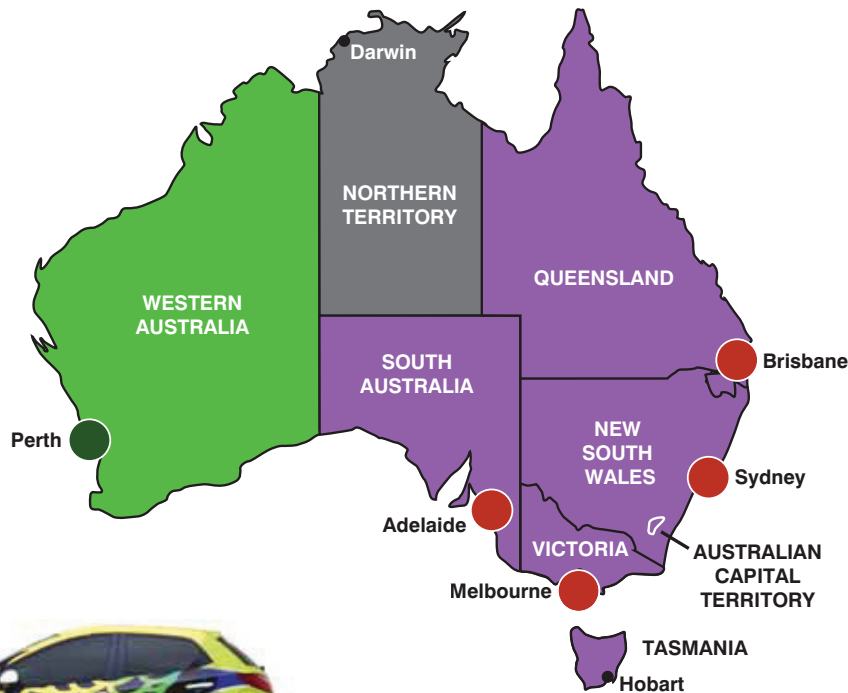 Darwin
NORTHERN
TERRITORY
QUEENSLAND
WESTERN
AUSTRALIA
SOUTH
AUSTRALIA
Brisbane
Perth
NEW
SOUTH
WALES
Sydney
Adelaide
VICTORIA
AUSTRALIAN
CAPITAL
TERRITORY
Melbourne
TASMANIA
Hobart